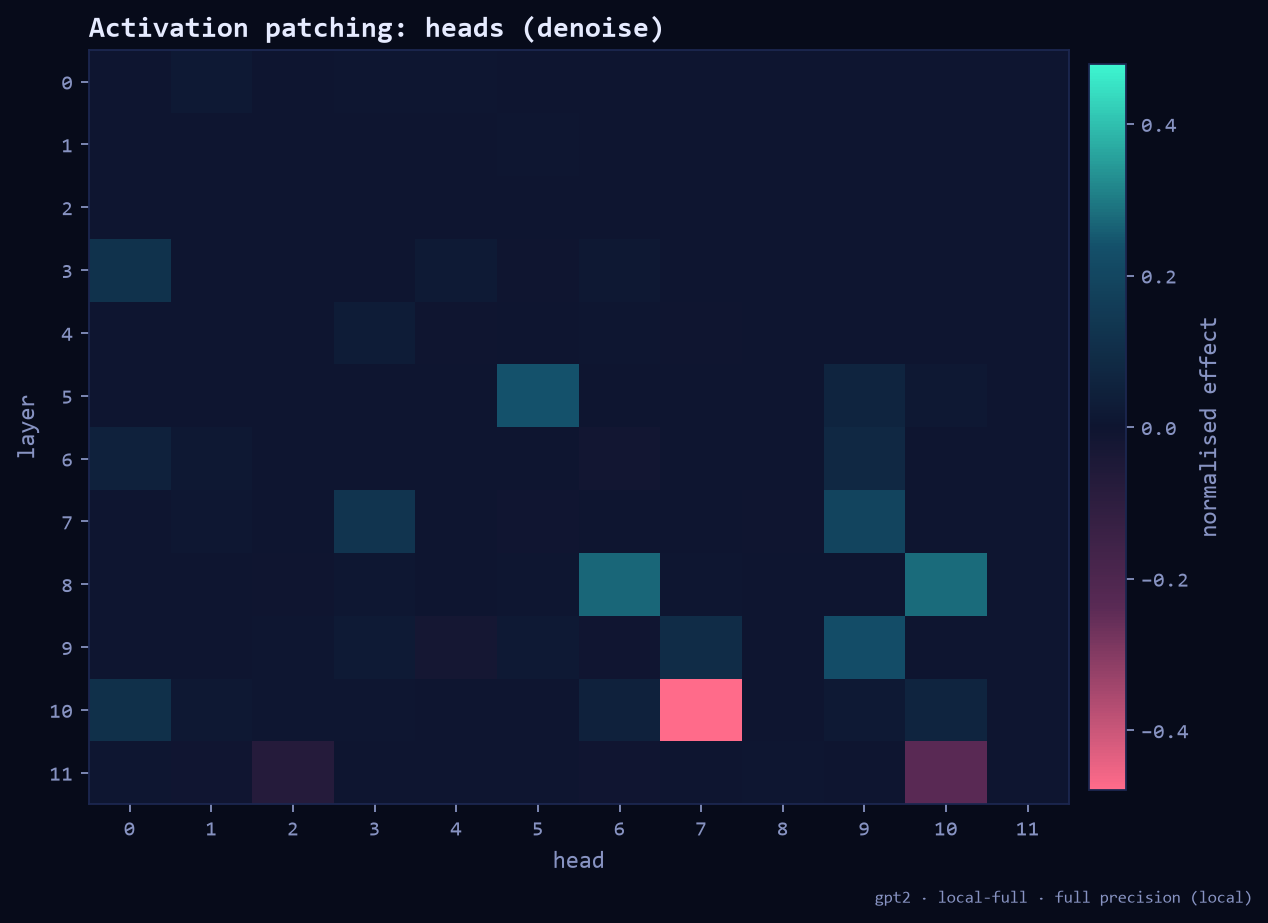 Activation patching: heads (denoise)
0
1
2
3
4
5
6
7
8
9
10
11
layer
0 1 2 3 4 5 6 7 8 9 10 11
head
0.4
0.2
0.0
−0.2
−0.4
normalised effect
gpt2 · local-full · full precision (local)